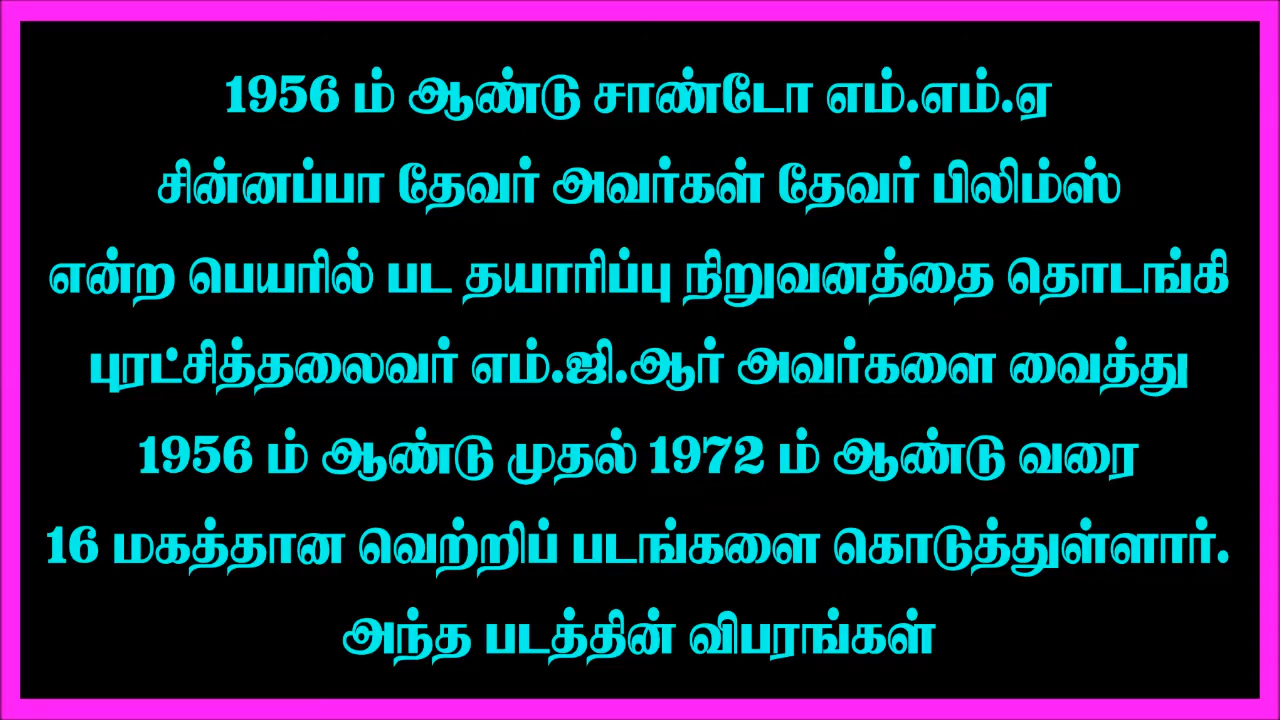 1956 ம் ஆண்டு சாண்டோ எம்.எம்.ஏ
சின்னப்பா தேவர் அவர்கள் தேவர் பிலிம்ஸ்
என்ற பெயரில் பட தயாரிப்பு நிறுவனத்தை தொடங்கி
புரட்சித்தலைவர் எம்.ஜி.ஆர் அவர்களை வைத்து
1956 ம் ஆண்டு முதல் 1972 ம் ஆண்டு வரை
16 மகத்தான வெற்றிப் படங்களை கொடுத்துள்ளார்.
அந்த படத்தின் விபரங்கள்